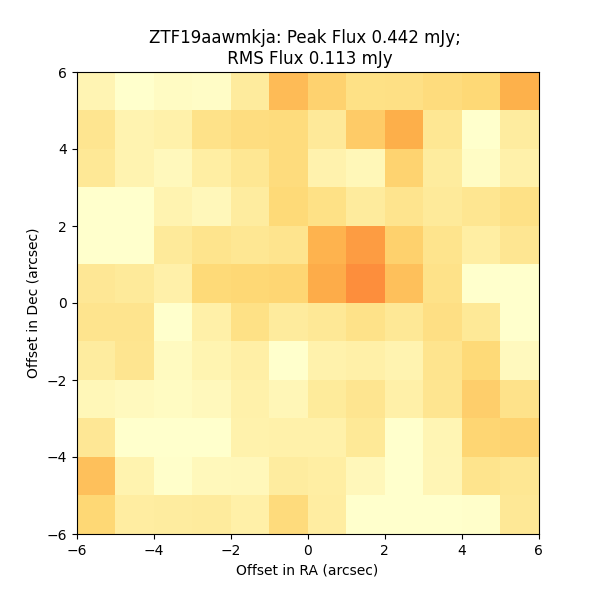 ZTF19aawmkja: Peak Flux 0.442 mJy;
RMS Flux 0.113 mJy
6
4
2
0
−2
−4
−6
Offset in Dec (arcsec)
−6 −4 −2 0 2 4 6
Offset in RA (arcsec)